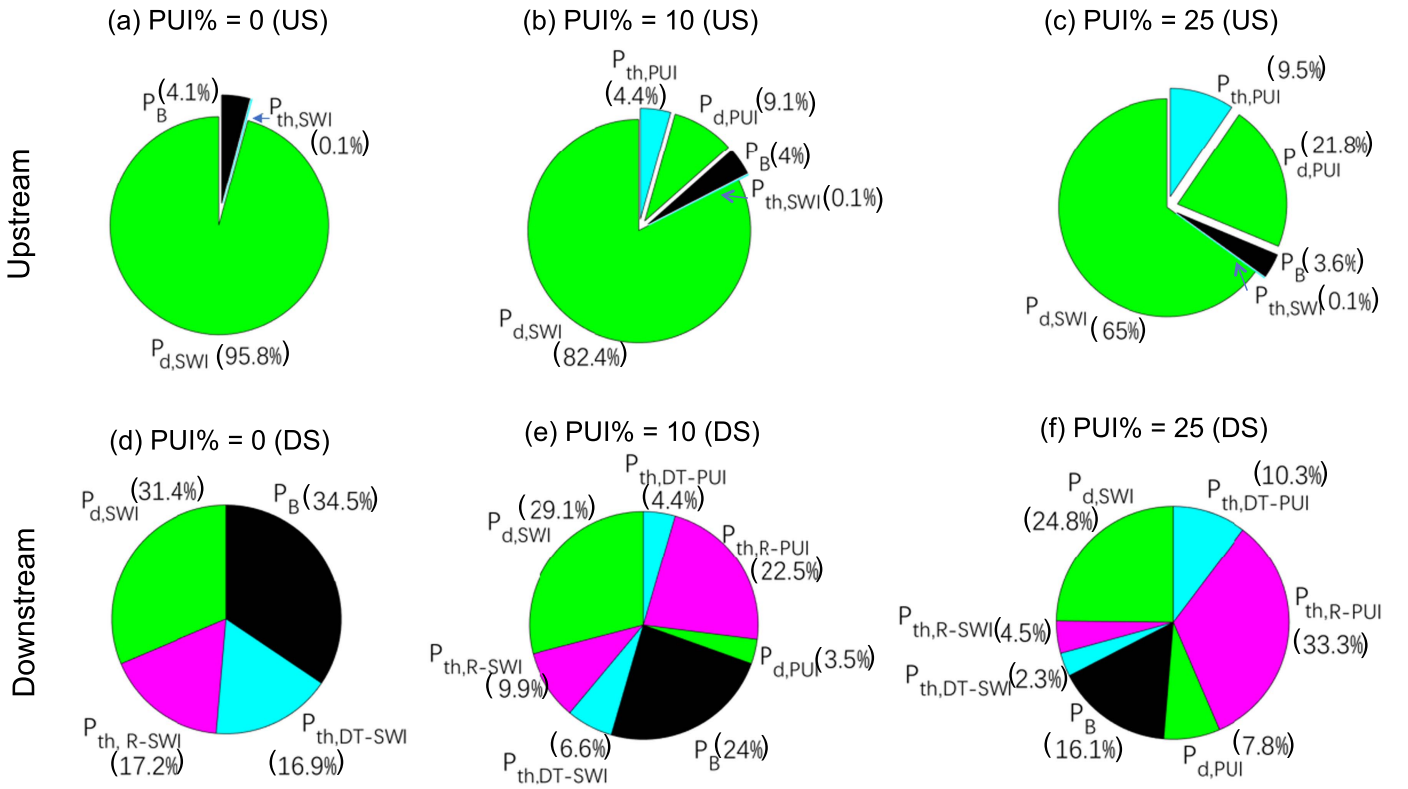 (a) PUI% = 0 (US)
(b) PUI% = 10 (US)
(c) PUI% = 25 (US)
Upstream
P_B (4.1%)
P_th,SWI
(0.1%)
P_d,SWI (95.8%)
P_th,PUI
(4.4%)
P_d,PUI (9.1%)
P_B (4%)
P_th,SWI (0.1%)
P_d,SWI
(82.4%)
(9.5%)
P_th,PUI
P_d,PUI (21.8%)
P_B (3.6%)
P_th,SWI (0.1%)
P_d,SWI (65%)
(d) PUI% = 0 (DS)
(e) PUI% = 10 (DS)
(f) PUI% = 25 (DS)
Downstream
P_d,SWI (31.4%)
P_B (34.5%)
P_th, R-SWI
(17.2%)
P_th,DT-SWI
(16.9%)
P_th,DT-PUI
(4.4%)
P_d,SWI (29.1%)
P_th,R-PUI
(22.5%)
P_d,PUI (3.5%)
P_th,R-SWI
(9.9%)
(6.6%)
P_th,DT-SWI
P_B (24%)
(10.3%)
P_th,DT-PUI
P_d,SWI
(24.8%)
P_th,R-PUI
(33.3%)
P_th,R-SWI (4.5%)
P_th,DT-SWI (2.3%)
P_B
(16.1%)
P_d,PUI (7.8%)